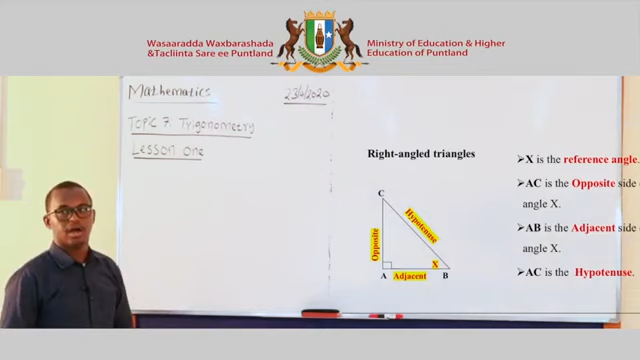 Wasaaradda Waxbarashada
&Tacliinta Sare ee Puntland
Ministry of Education & Higher
Education of Puntland
Mathematics
23/4/2020
Topic 7: Trigonometry
Lesson One
Right-angled triangles
C
Hypotenuse
Opposite
X
A
Adjacent
B
➢X is the reference angle.
➢AC is the Opposite side
angle X.
➢AB is the Adjacent side
angle X.
➢AC is the Hypotenuse.